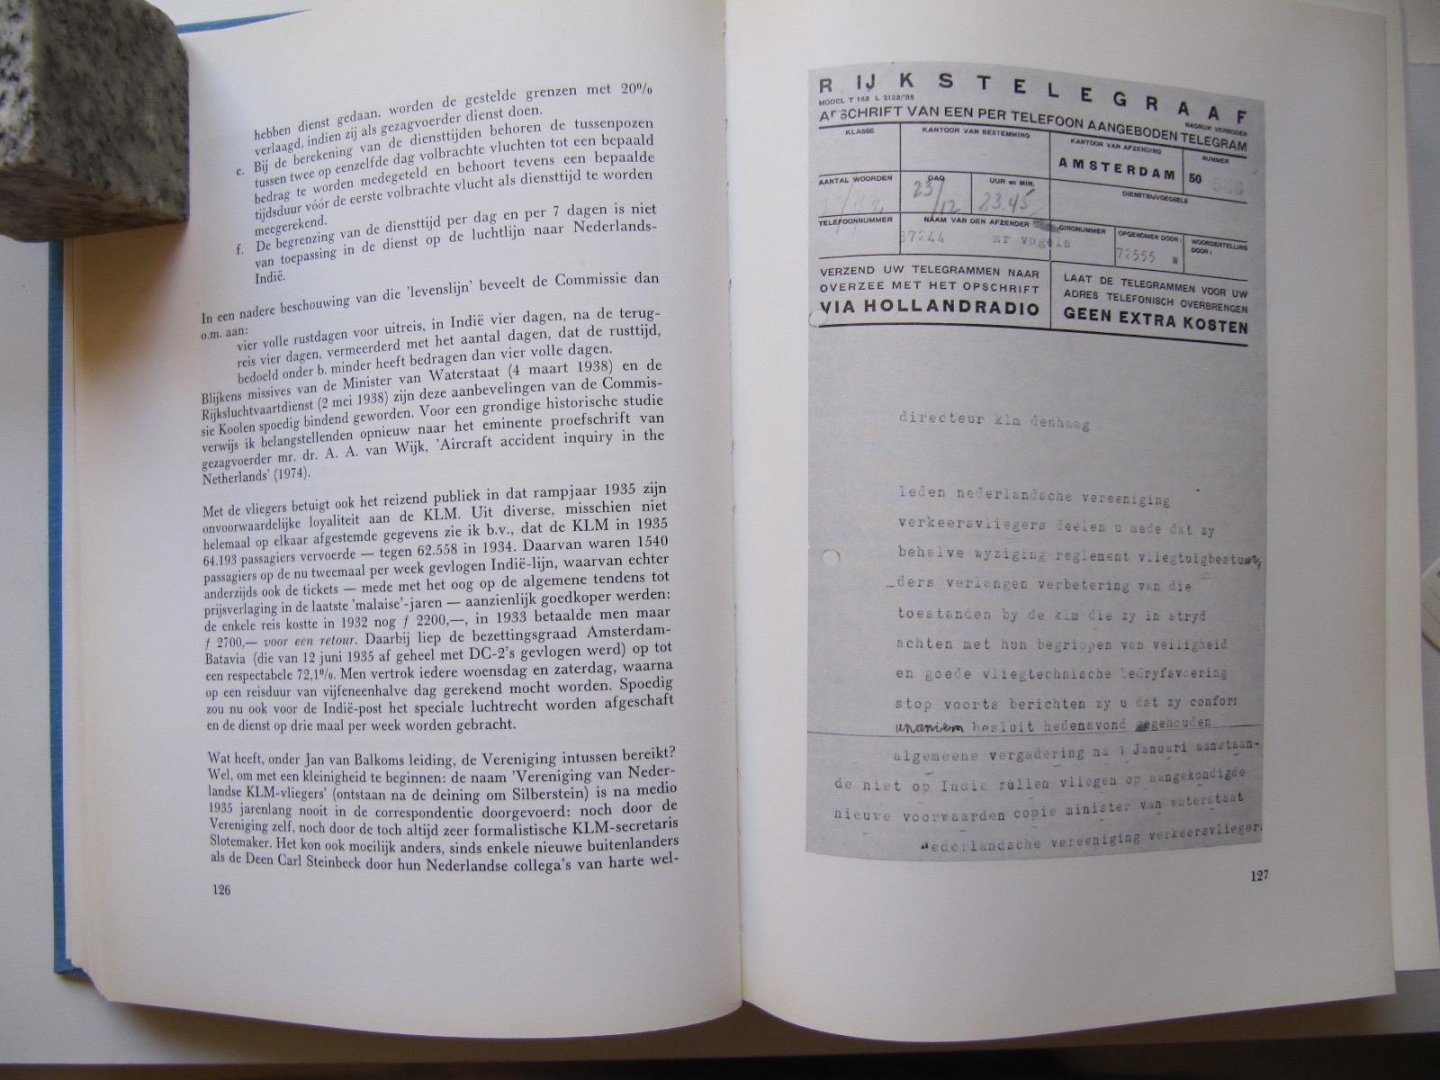 hebben dienst gedaan, worden de gestelde grenzen met 20%
verlaagd, indien zij als gezagvoerder dienst doen.
e. Bij de berekening van de diensttijden behoren de tussenpozen
tussen twee op eenzelfde dag volbrachte vluchten tot een bepaald
bedrag te worden medegeteld en behoort tevens een bepaalde
tijdsduur vóór de eerste volbrachte vlucht als diensttijd te worden
meegerekend.
f. De begrenzing van de diensttijd per dag en per 7 dagen is niet
van toepassing in de dienst op de luchtlijn naar Nederlands-
Indië.
In een nadere beschouwing van die 'levenslijn' beveelt de Commissie dan
o.m. aan:
vier volle rustdagen voor uitreis, in Indië vier dagen, na de terug-
reis vier dagen, vermeerderd met het aantal dagen, dat de rusttijd,
bedoeld onder b. minder heeft bedragen dan vier volle dagen.
Blijkens missives van de Minister van Waterstaat (4 maart 1938) en de
Rijksluchtvaartdienst (2 mei 1938) zijn deze aanbevelingen van de Commis-
sie Koolen spoedig bindend geworden. Voor een grondige historische studie
verwijs ik belangstellenden opnieuw naar het eminente proefschrift van
gezagvoerder mr. dr. A. A. van Wijk, 'Aircraft accident inquiry in the
Netherlands' (1974).
Met de vliegers betuigt ook het reizend publiek in dat rampjaar 1935 zijn
onvoorwaardelijke loyaliteit aan de KLM. Uit diverse, misschien niet
helemaal op elkaar afgestemde gegevens zie ik b.v., dat de KLM in 1935
64.193 passagiers vervoerde — tegen 62.558 in 1934. Daarvan waren 1540
passagiers op de nu tweemaal per week gevlogen Indië-lijn, waarvan echter
anderzijds ook de tickets — mede met het oog op de algemene tendens tot
prijsverlaging in de laatste 'malaise'-jaren — aanzienlijk goedkoper werden:
de enkele reis kostte in 1932 nog ƒ 2200,—, in 1933 betaalde men maar
ƒ 2700,— voor een retour. Daarbij liep de bezettingsgraad Amsterdam-
Batavia (die van 12 juni 1935 af geheel met DC-2's gevlogen werd) op tot
een respectabele 72,1%. Men vertrok iedere woensdag en zaterdag, waarna
op een reisduur van vijfeneenhalve dag gerekend mocht worden. Spoedig
zou nu ook voor de Indië-post het speciale luchtrecht worden afgeschaft
en de dienst op drie maal per week worden gebracht.
Wat heeft, onder Jan van Balkoms leiding, de Vereniging intussen bereikt?
Wel, om met een kleinigheid te beginnen: de naam 'Vereniging van Neder-
landse KLM-vliegers' (ontstaan na de deining om Silberstein) is na medio
1935 jarenlang nooit in de correspondentie doorgevoerd: noch door de
Vereniging zelf, noch door de toch altijd zeer formalistische KLM-secretaris
Slotemaker. Het kon ook moeilijk anders, sinds enkele nieuwe buitenlanders
als de Deen Carl Steinbeck door hun Nederlandse collega's van harte wel-
126
RIJKSTELEGRAAF
MODEL T 143 L 2123/'35
NADRUK VERBODEN
AFSCHRIFT VAN EEN PER TELEFOON AANGEBODEN TELEGRAM
KLASSE
KANTOOR VAN BESTEMMING
KANTOOR VAN AFZENDING
AMSTERDAM
NUMMER
50
AANTAL WOORDEN
DAG
23/12
UUR en MIN.
23.45
DIENSTBIJVOEGSELS
TELEFOONNUMMER
NAAM VAN DEN AFZENDER
GIRONUMMER
OPGENOMEN DOOR:
WOORDENTELLING DOOR:
37244 mr vogels
72555 w
VERZEND UW TELEGRAMMEN NAAR
OVERZEE MET HET OPSCHRIFT
VIA HOLLANDRADIO
LAAT DE TELEGRAMMEN VOOR UW
ADRES TELEFONISCH OVERBRENGEN
GEEN EXTRA KOSTEN
directeur klm denhaag
leden nederlandsche vereeniging
verkeersvliegers deelen u mede dat zy
behalve wyziging reglement vliegtuigbestuur
_ders verlangen verbetering van die
toestanden by de klm die zy in stryd
achten met hun begrippen van veiligheid
en goede vliegtechnische bedryfsvoering
stop voorts berichten zy u dat zy conform
unaniem besluit hedenavond gegehouden
algemeene vergadering na 1 Januari aanstaan-
de niet op Indie zullen vliegen op aangekondigde
nieuwe voorwaarden copie minister van waterstaat
Nederlandsche vereeniging verkeersvliegers
127